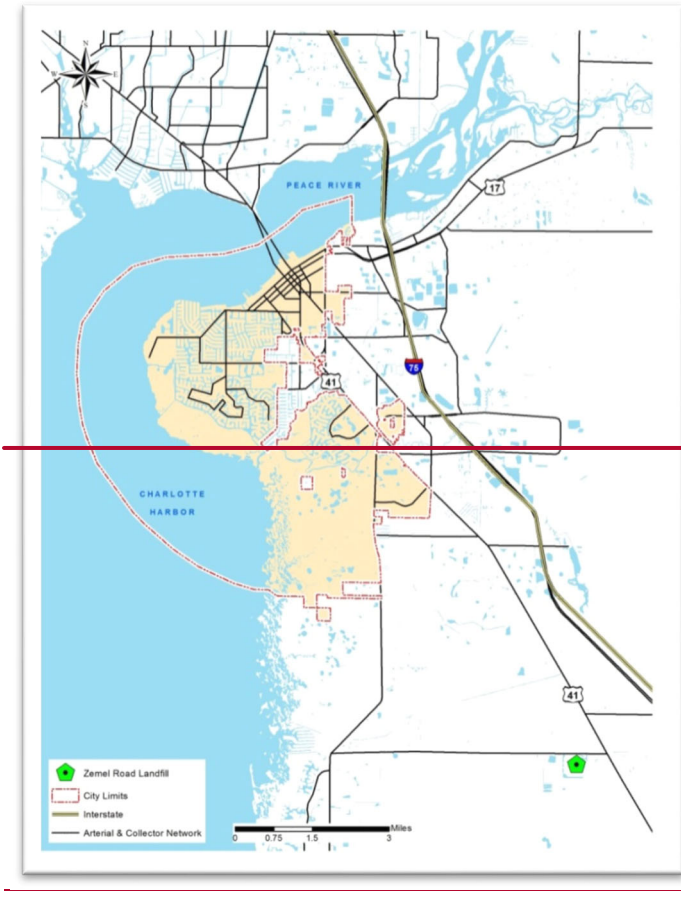 N
W
E
S
PEACE RIVER
17
75
41
CHARLOTTE
HARBOR
41
Zemel Road Landfill
City Limits
Interstate
Arterial & Collector Network
Miles
0 0.75 1.5 3